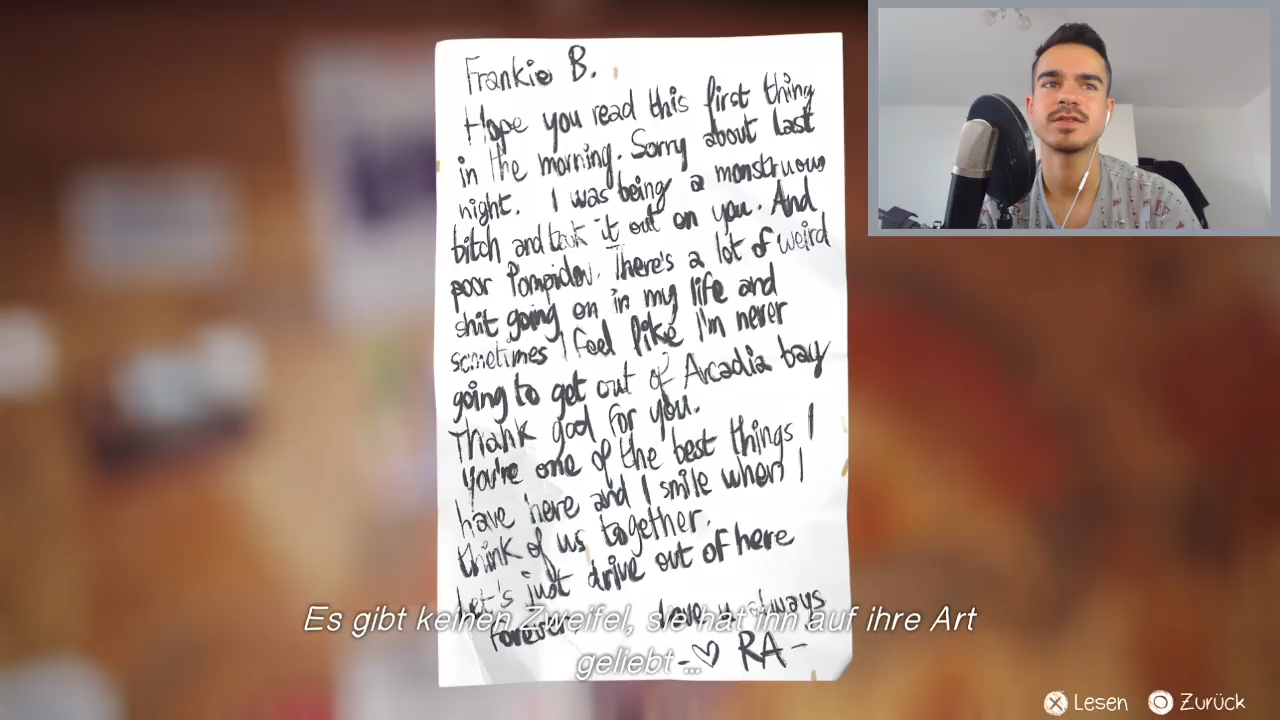 Frankie B.
Hope you read this first thing
in the morning. Sorry about last
night. I was being a monstruous
bitch and took it out on you. And
poor Pompidou. There's a lot of weird
shit going on in my life and
sometimes I feel like I'm never
going to get out of Arcadia bay
Thank god for you.
You're one of the best things I
have here and I smile when I
think of us together.
Let's just drive out of here
forever. Love u always
-♡ RA-
Es gibt keinen Zweifel, sie hat ihn auf ihre Art
geliebt ...
Lesen Zurück